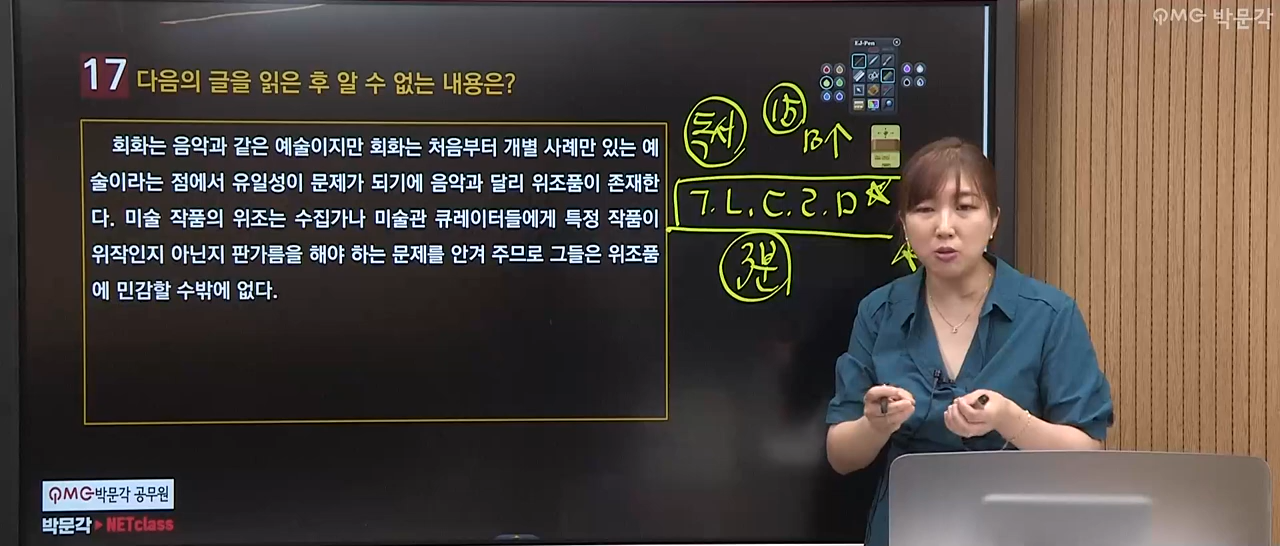 PMG 박문각
17 다음의 글을 읽은 후 알 수 없는 내용은?
EJ-Pen
회화는 음악과 같은 예술이지만 회화는 처음부터 개별 사례만 있는 예
술이라는 점에서 유일성이 문제가 되기에 음악과 달리 위조품이 존재한
다. 미술 작품의 위조는 수집가나 미술관 큐레이터들에게 특정 작품이
위작인지 아닌지 판가름을 해야 하는 문제를 안겨 주므로 그들은 위조품
에 민감할 수밖에 없다.
독서 15
3분
PMG 박문각 공무원
박문각 NETclass